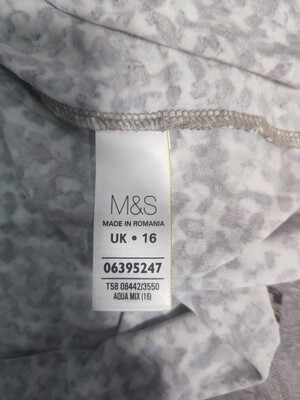 M&S
MADE IN ROMANIA
UK • 16
06395247
T58 08442/3550
AQUA MIX (16)